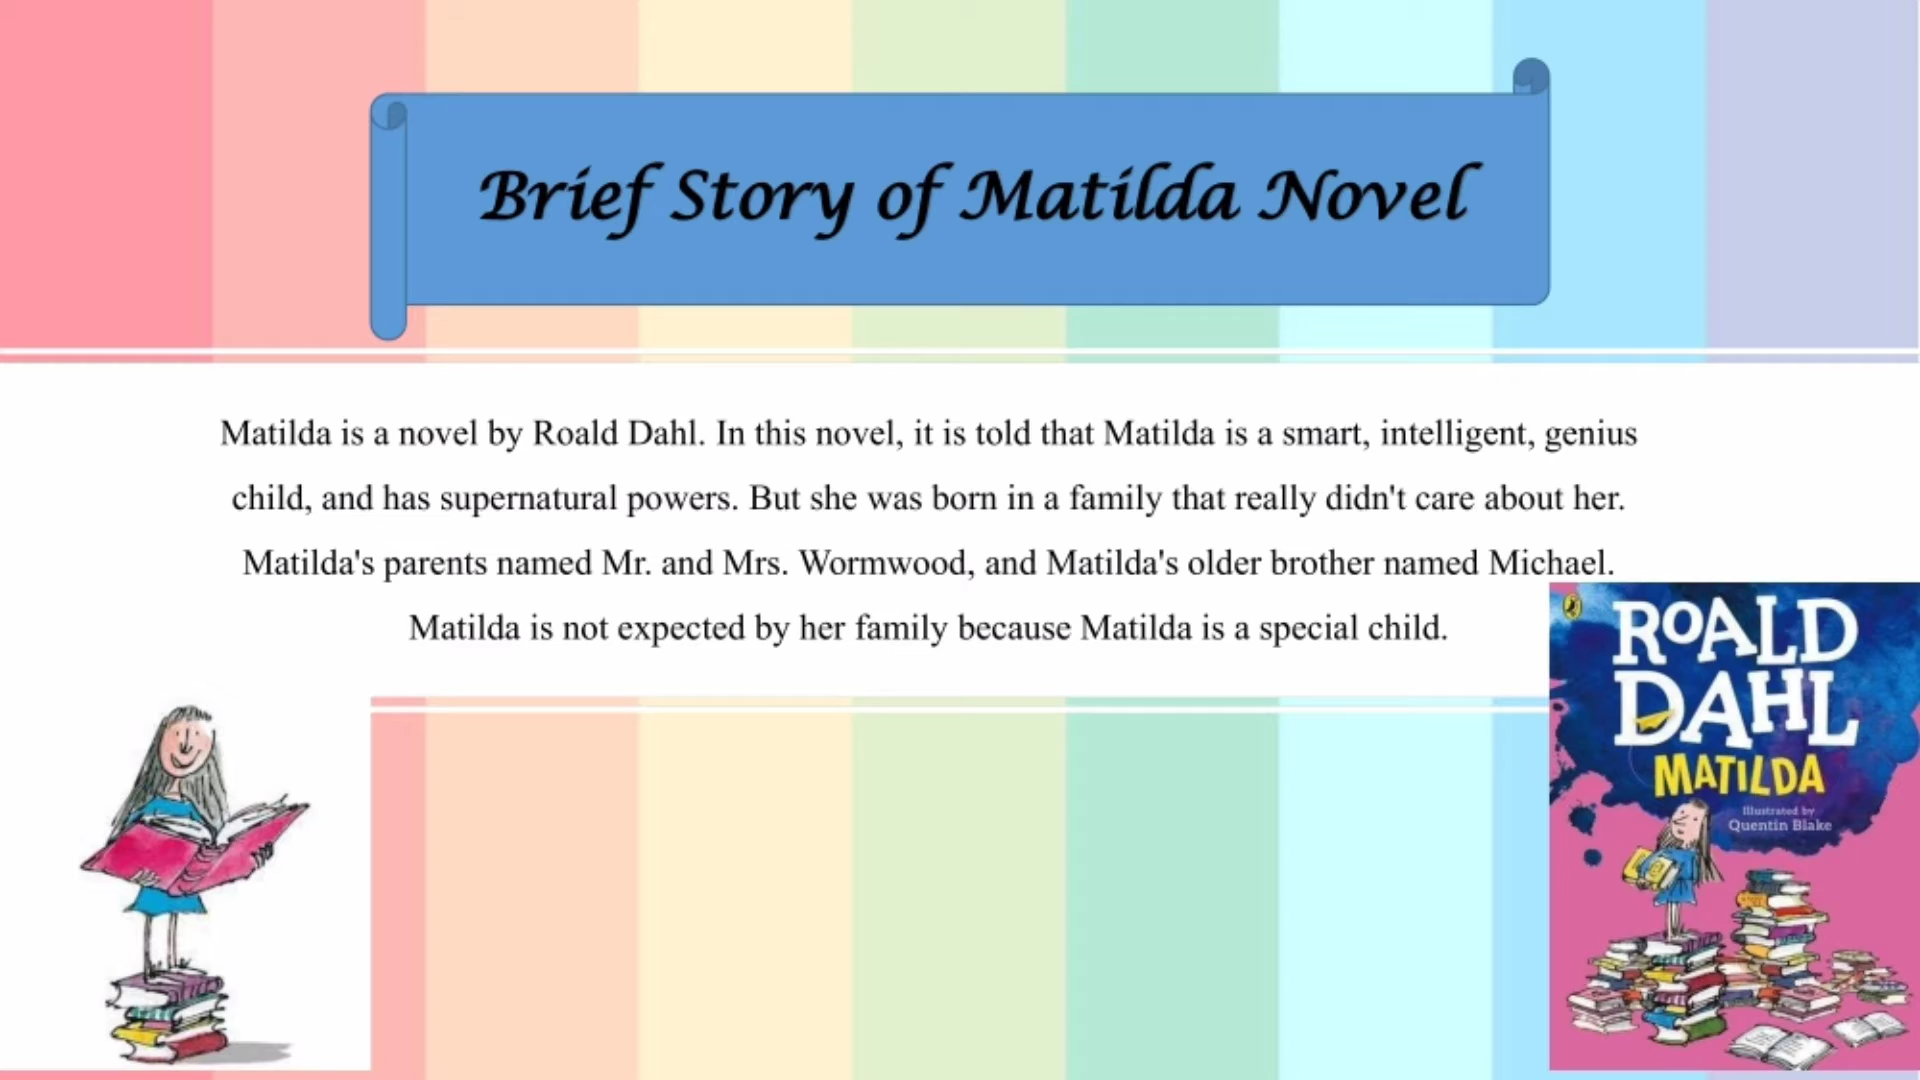 Brief Story of Matilda Novel
Matilda is a novel by Roald Dahl. In this novel, it is told that Matilda is a smart, intelligent, genius
child, and has supernatural powers. But she was born in a family that really didn't care about her.
Matilda's parents named Mr. and Mrs. Wormwood, and Matilda's older brother named Michael.
Matilda is not expected by her family because Matilda is a special child.
ROALD
DAHL
MATILDA
Illustrated by
Quentin Blake